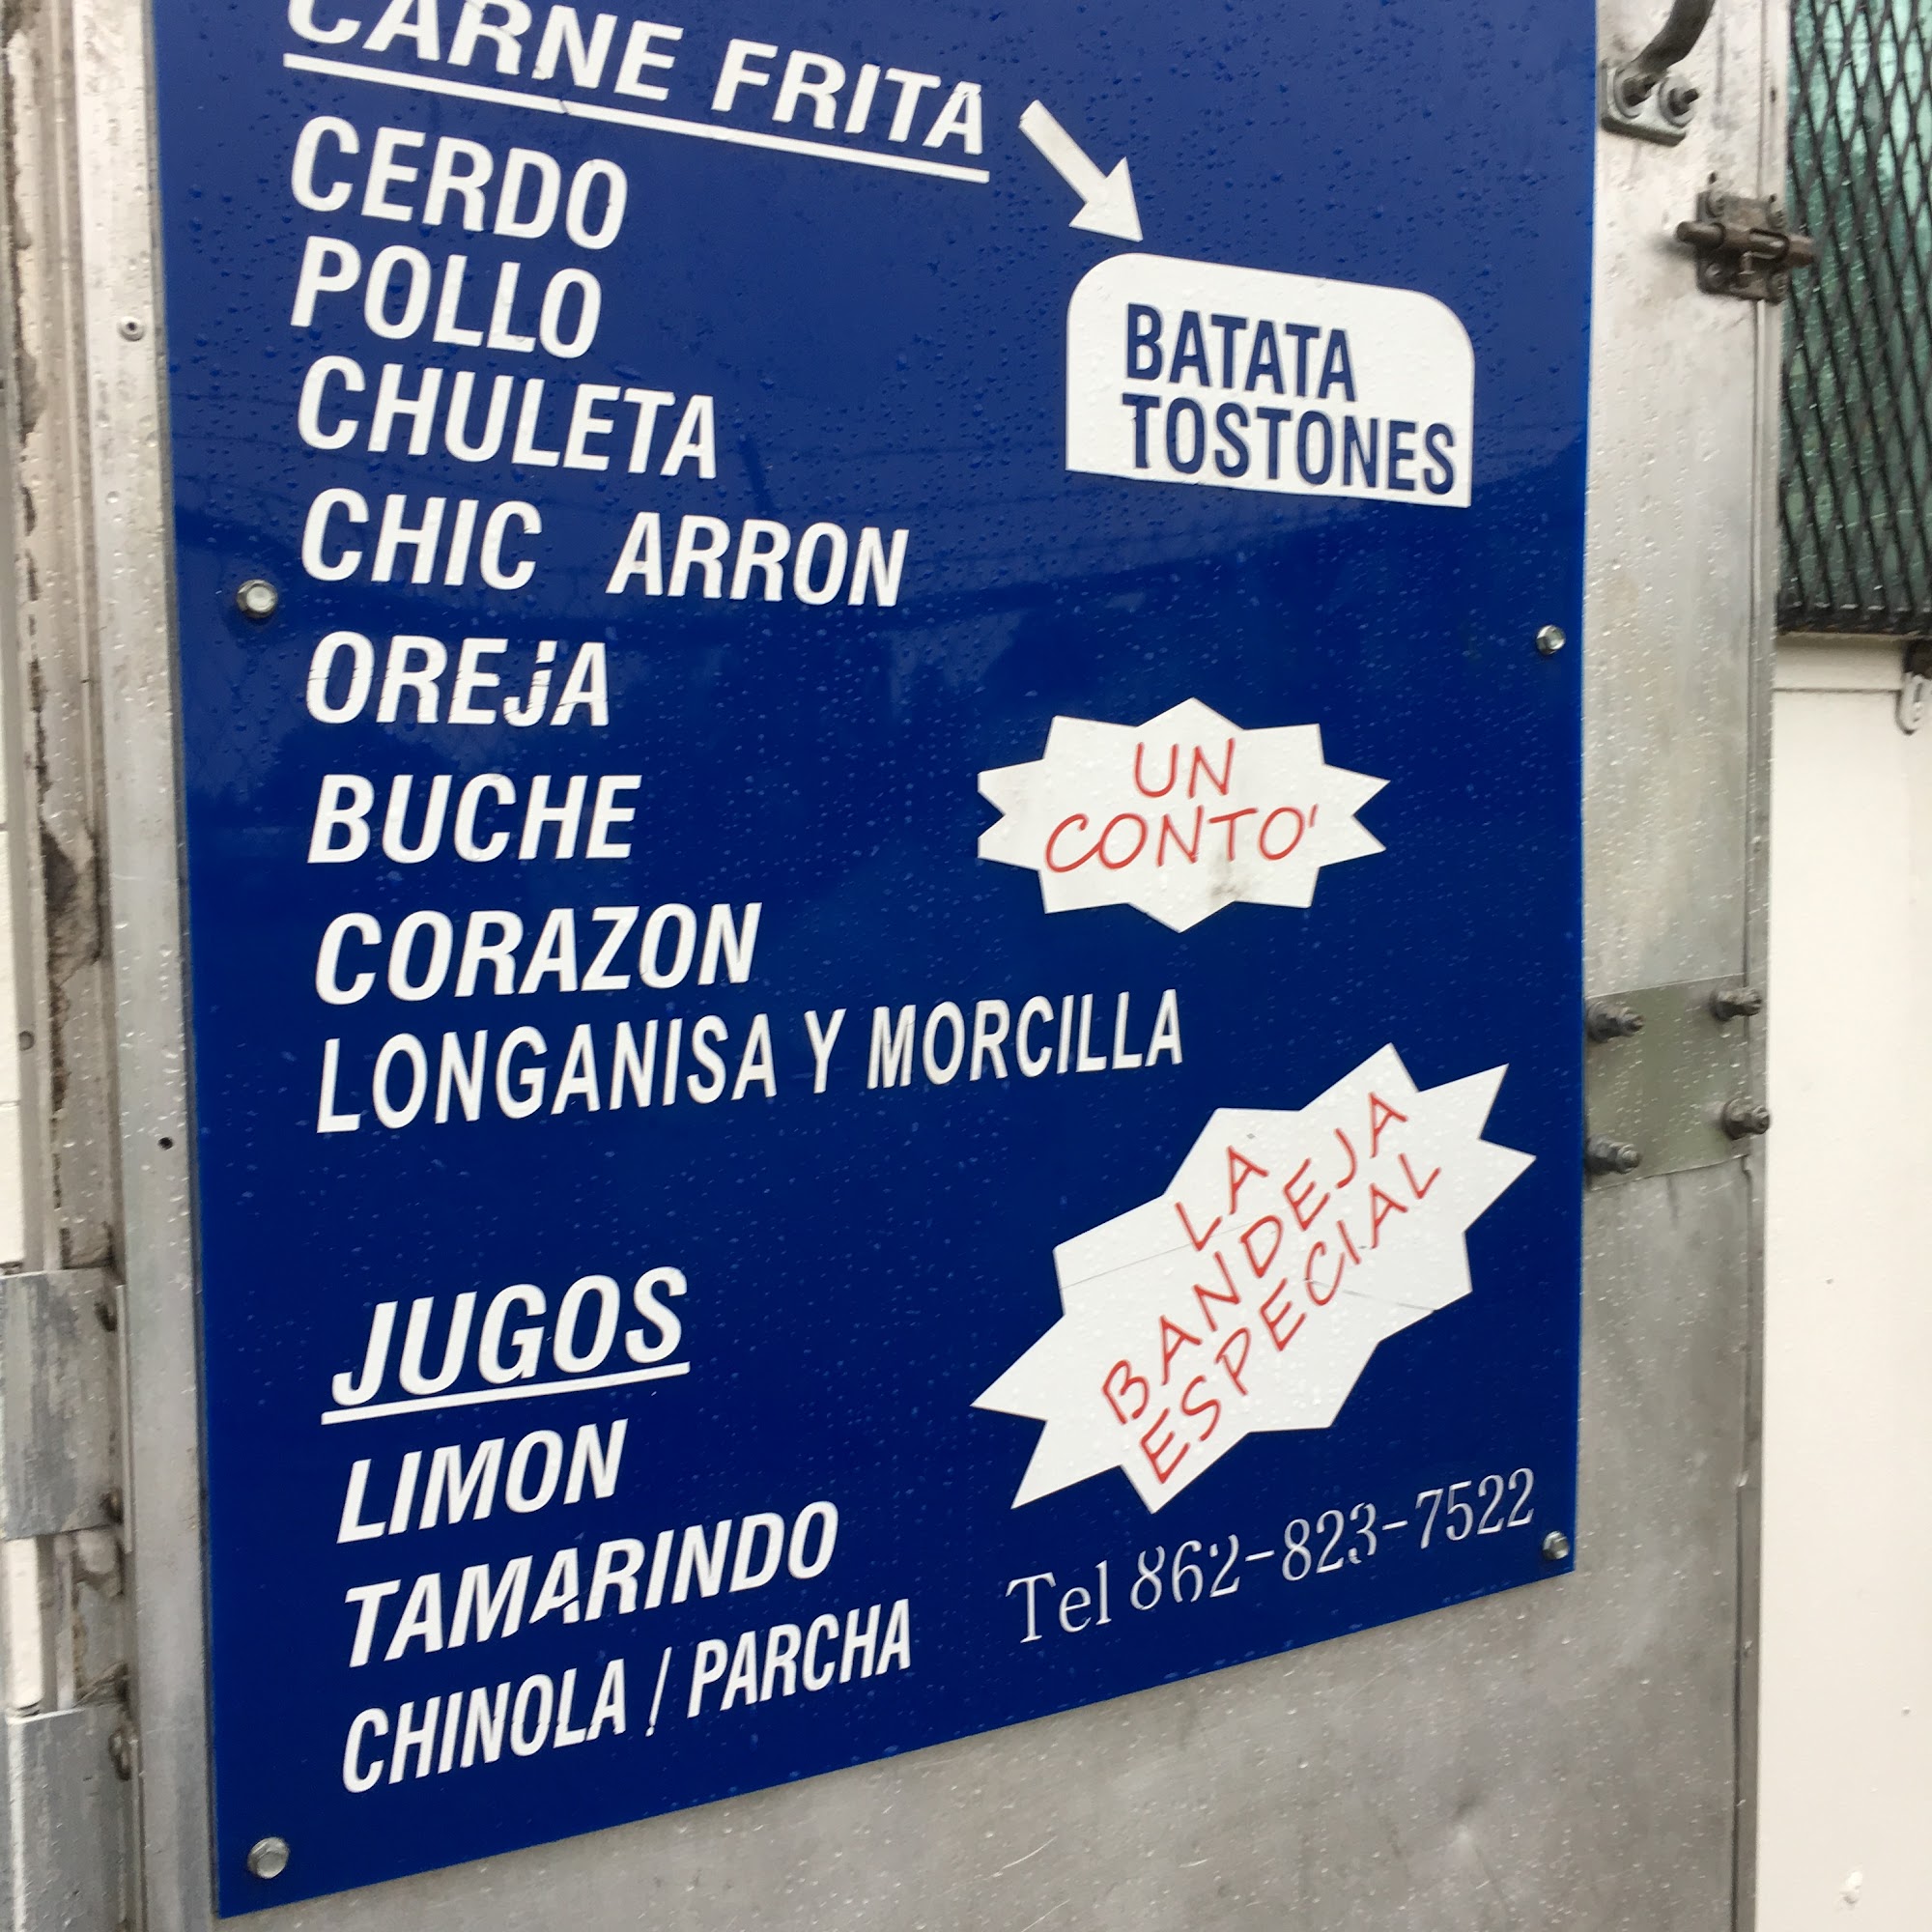 CARNE FRITA
CERDO
POLLO
CHULETA
CHIC ARRON
OREjA
BUCHE
CORAZON
LONGANISA Y MORCILLA
BATATA
TOSTONES
UN
CONTO'
LA
BANDEJA
ESPECIAL
JUGOS
LIMON
TAMARINDO
CHINOLA / PARCHA
Tel 862-823-7522